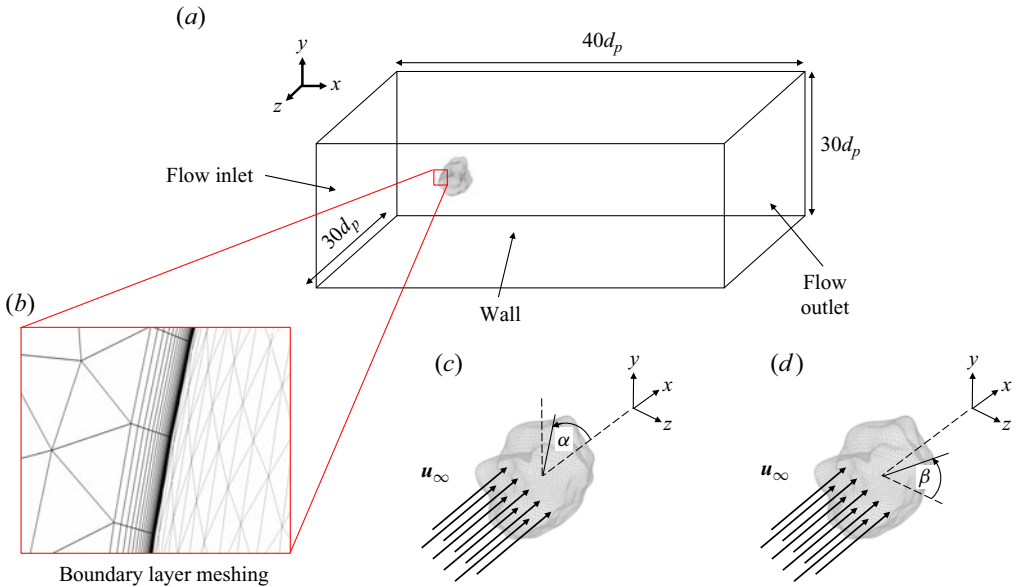 (a)
40d_p
y
x
z
30d_p
Flow inlet
30d_p
(b)
Wall
Flow
outlet
(c)
y
x
z
α
u_∞
(d)
y
x
z
β
u_∞
Boundary layer meshing